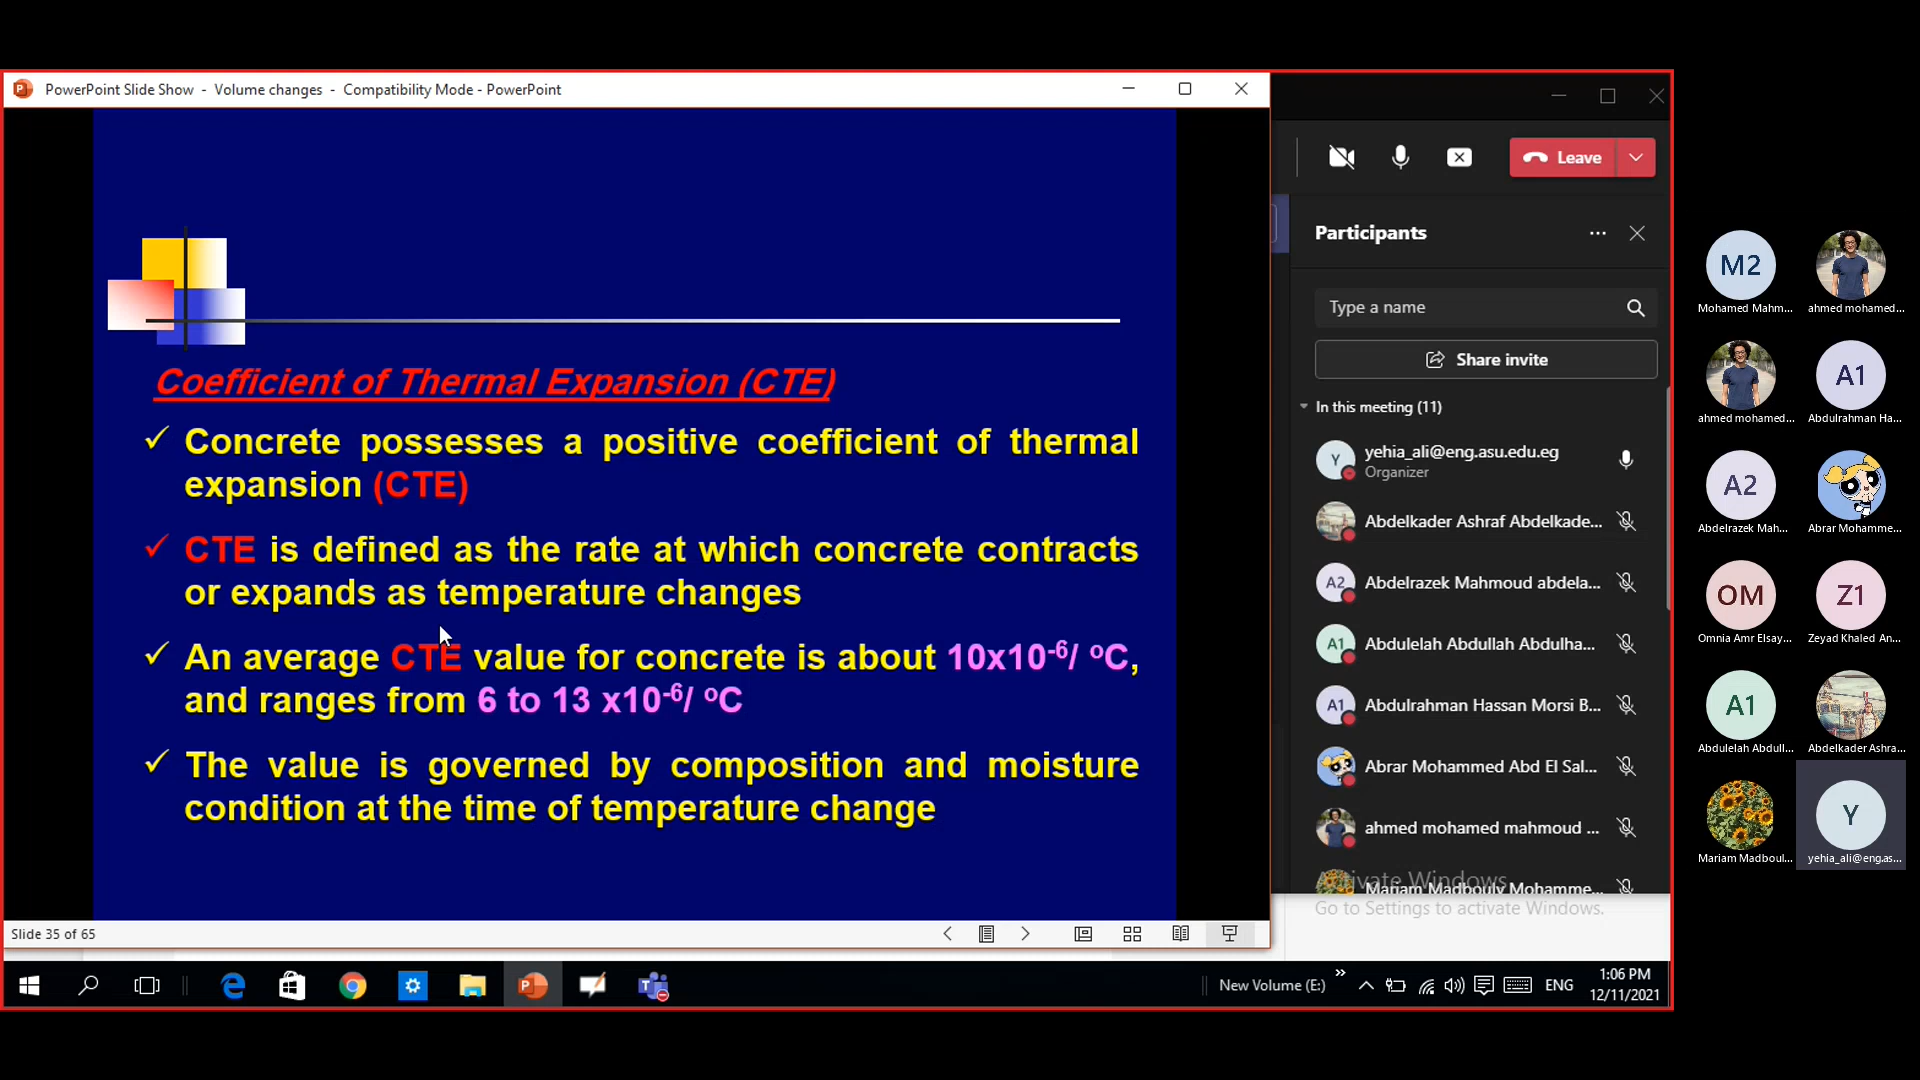 PowerPoint Slide Show - Volume changes - Compatibility Mode - PowerPoint
Coefficient of Thermal Expansion (CTE)
✓ Concrete possesses a positive coefficient of thermal
expansion (CTE)
✓ CTE is defined as the rate at which concrete contracts
or expands as temperature changes
✓ An average CTE value for concrete is about 10x10⁻⁶/ ᵒC,
and ranges from 6 to 13 x10⁻⁶/ ᵒC
✓ The value is governed by composition and moisture
condition at the time of temperature change
Slide 35 of 65
Leave
Participants
Type a name
Share invite
In this meeting (11)
Y
yehia_ali@eng.asu.edu.eg
Organizer
Abdelkader Ashraf Abdelkade...
A2
Abdelrazek Mahmoud abdela...
A1
Abdulelah Abdullah Abdulha...
A1
Abdulrahman Hassan Morsi B...
Abrar Mohammed Abd El Sal...
ahmed mohamed mahmoud ...
Mariam Madbouly Mohamme...
Activate Windows
Go to Settings to activate Windows.
New Volume (E:)
ENG
1:06 PM
12/11/2021
M2
Mohamed Mahm...
ahmed mohamed...
ahmed mohamed...
A1
Abdulrahman Ha...
A2
Abdelrazek Mah...
Abrar Mohamme...
OM
Omnia Amr Elsay...
Z1
Zeyad Khaled An...
A1
Abdulelah Abdull...
Abdelkader Ashra...
Mariam Madboul...
Y
yehia_ali@eng.as...